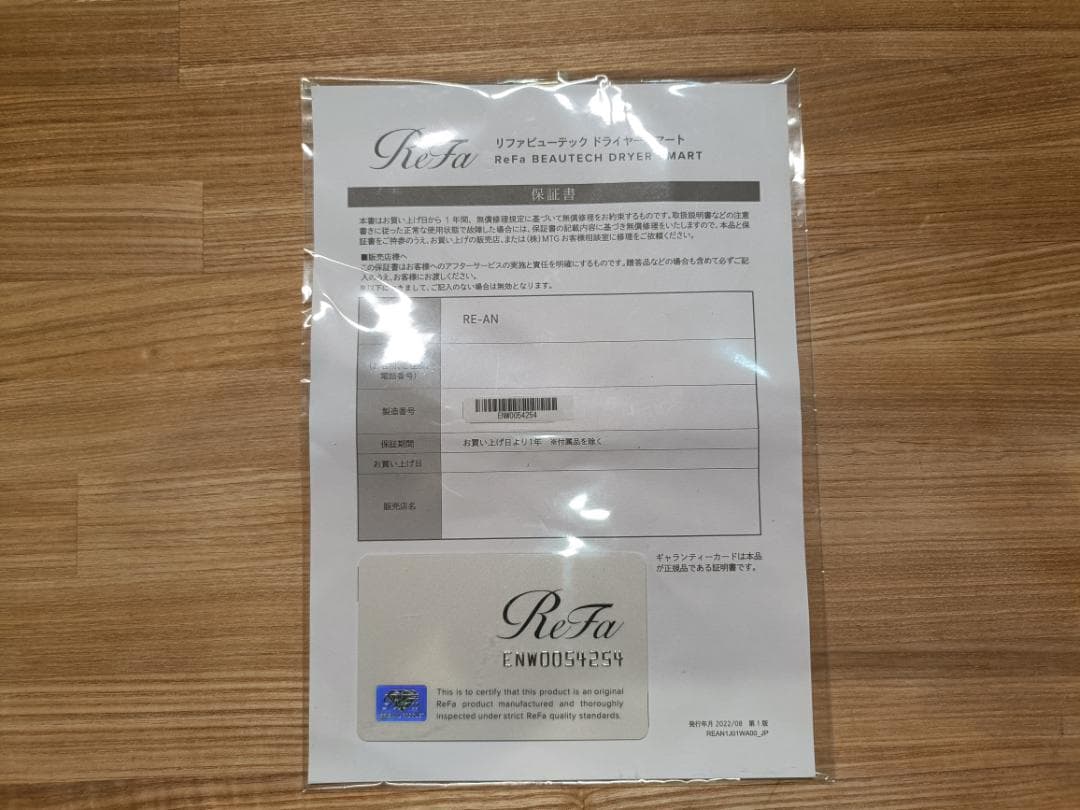 ReFa
リファビューテック ドライヤー マート
ReFa BEAUTECH DRYER MART
保証書
本書はお買い上げ日から1年間、無償修理規定に基づいて無償修理をお約束するものです。取扱説明書などの注意
書きに従った正常な使用状態で故障した場合には、保証書の記載内容に基づき無償修理をいたしますので、本品と保
証書をご持参のうえ、お買い上げの販売店、または(株)MTGお客様相談室に修理をご依頼ください。
■販売店様へ
この保証書はお客様へのアフターサービスの実施と責任を明確にするものです。贈答品などの場合も含めて必ずご記
入のうえ、お客様にお渡しください。
きまして、ご記入のない場合は無効となります。
RE-AN
電話番号)
製造番号
ENW0054254
保証期間
お買い上げ日より1年 ※付属品を除く
お買い上げ日
販売店名
ギャランティーカードは本品
が正規品である証明書です。
ReFa
ENW0054254
This is to certify that this product is an original
ReFa product manufactured and thoroughly
inspected under strict ReFa quality standards.
発行年月 2022/08 第1版
REAN1J01WA00_JP